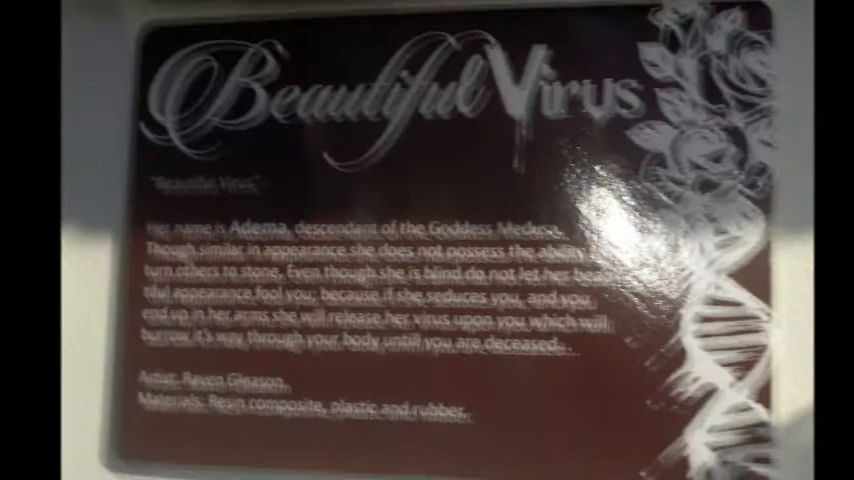 Beautiful Virus
"Beautiful Virus"
Her name is Adema, descendant of the Goddess Medusa.
Though similar in appearance she does not possess the ability
turn others to stone. Even though she is blind do not let her beau
tiful appearance fool you; because if she seduces you, and you
end up in her arms she will release her virus upon you which will
burrow it's way through your body untill you are deceased...
Artist: Raven Gleason.
Materials: Resin composite, plastic and rubber.